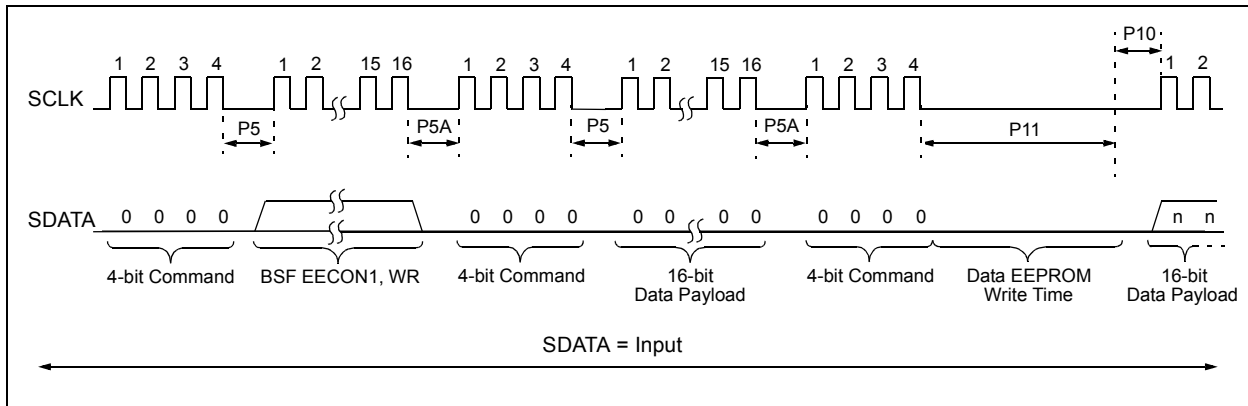 P10
1 2 3 4 1 2 15 16 1 2 3 4 1 2 15 16 1 2 3 4 1 2
SCLK
P5 P5A P5 P5A P11
SDATA
0 0 0 0 0 0 0 0 0 0 0 0 0 0 0 0 n n
4-bit Command BSF EECON1, WR 4-bit Command 16-bit 4-bit Command Data EEPROM 16-bit
Data Payload Write Time Data Payload
SDATA = Input